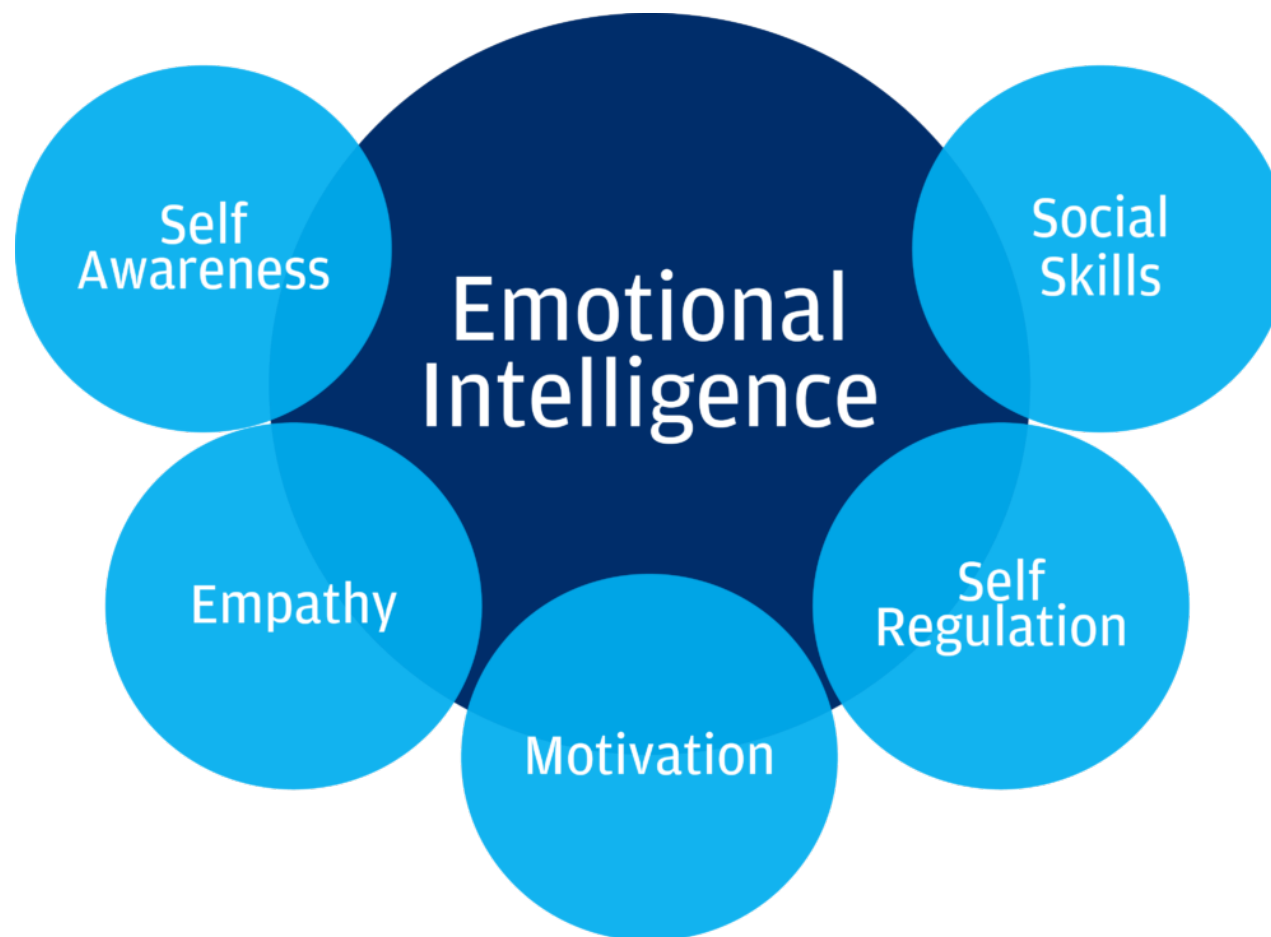 Self
Awareness
Emotional
Intelligence
Social
Skills
Empathy
Motivation
Self
Regulation